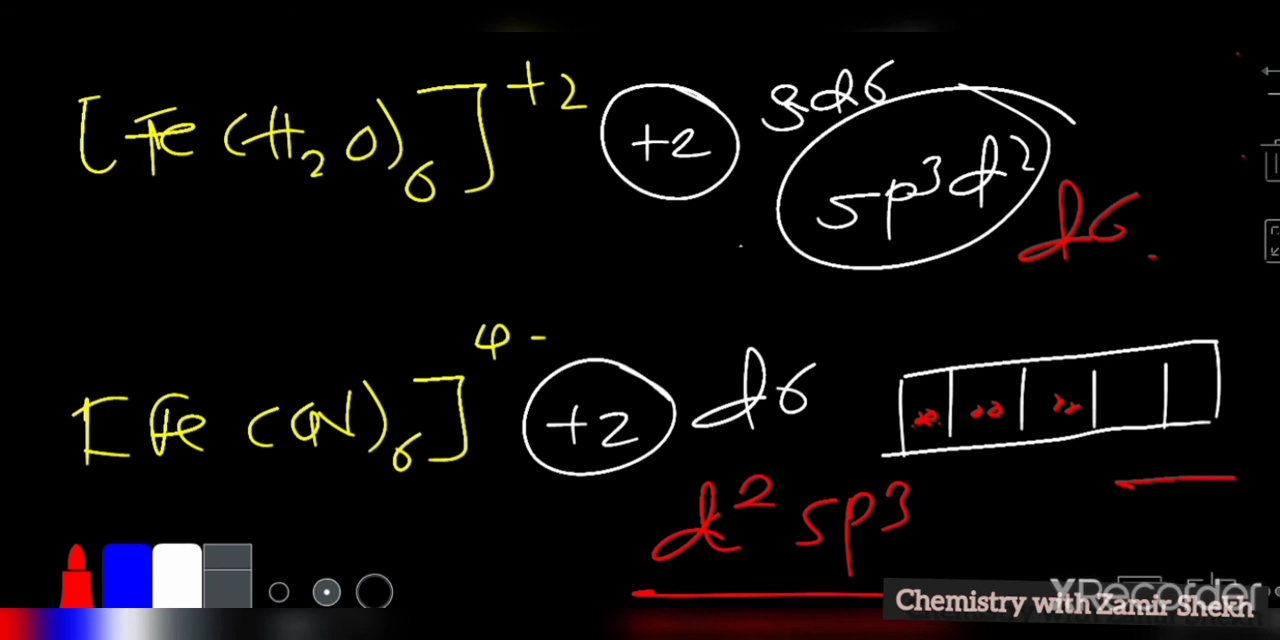 [Fe(H₂O)₆]⁺² +2 3d6
sp³d² d6
[Fe(CN)₆]⁴⁻ +2 d6
d²sp³
XRecorder
Chemistry with Zamir Shekh